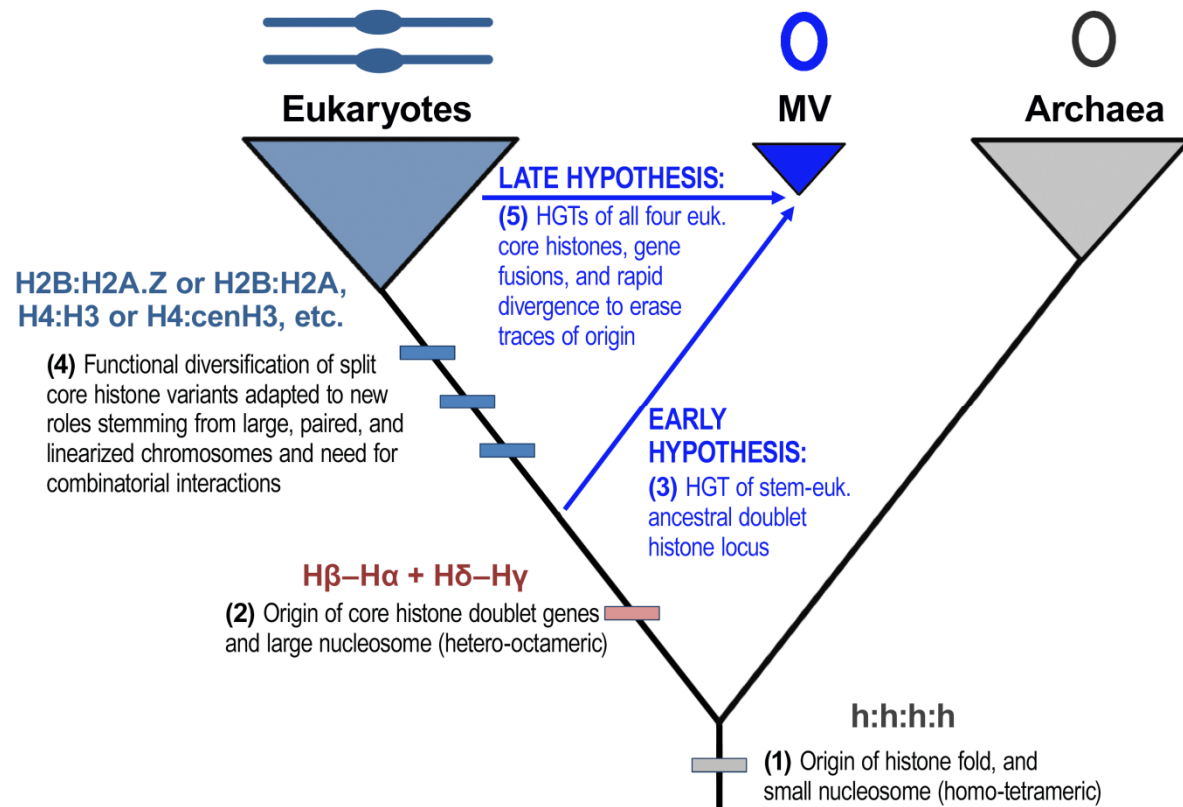 Eukaryotes
MV
Archaea
LATE HYPOTHESIS:
(5) HGTs of all four euk.
core histones, gene
fusions, and rapid
divergence to erase
traces of origin
H2B:H2A.Z or H2B:H2A,
H4:H3 or H4:cenH3, etc.
(4) Functional diversification of split
core histone variants adapted to new
roles stemming from large, paired, and
linearized chromosomes and need for
combinatorial interactions
EARLY
HYPOTHESIS:
(3) HGT of stem-euk.
ancestral doublet
histone locus
Hβ–Hα + Hδ–Hγ
(2) Origin of core histone doublet genes
and large nucleosome (hetero-octameric)
h:h:h:h
(1) Origin of histone fold, and
small nucleosome (homo-tetrameric)